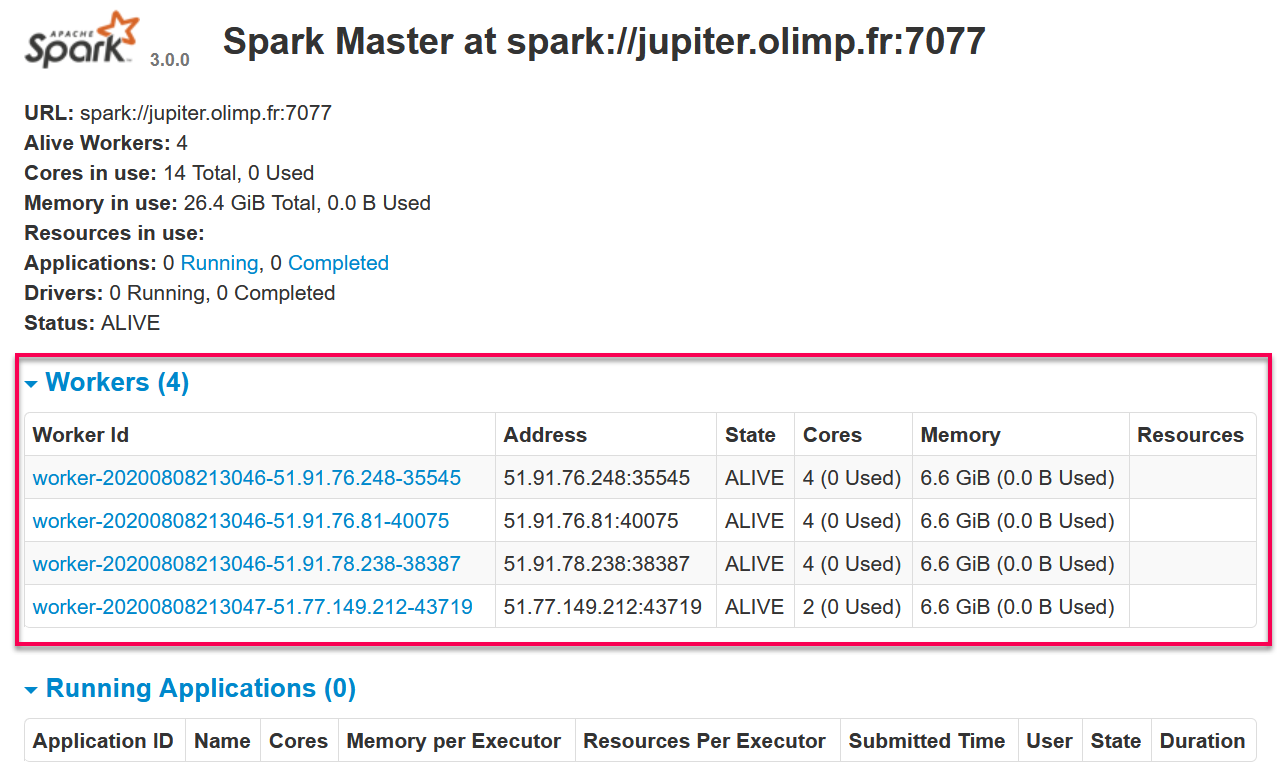 APACHE
Spark 3.0.0 Spark Master at spark://jupiter.olimp.fr:7077
URL: spark://jupiter.olimp.fr:7077
Alive Workers: 4
Cores in use: 14 Total, 0 Used
Memory in use: 26.4 GiB Total, 0.0 B Used
Resources in use:
Applications: 0 Running, 0 Completed
Drivers: 0 Running, 0 Completed
Status: ALIVE
Workers (4)
Worker Id Address State Cores Memory Resources
worker-20200808213046-51.91.76.248-35545 51.91.76.248:35545 ALIVE 4 (0 Used) 6.6 GiB (0.0 B Used)
worker-20200808213046-51.91.76.81-40075 51.91.76.81:40075 ALIVE 4 (0 Used) 6.6 GiB (0.0 B Used)
worker-20200808213046-51.91.78.238-38387 51.91.78.238:38387 ALIVE 4 (0 Used) 6.6 GiB (0.0 B Used)
worker-20200808213047-51.77.149.212-43719 51.77.149.212:43719 ALIVE 2 (0 Used) 6.6 GiB (0.0 B Used)
Running Applications (0)
Application ID Name Cores Memory per Executor Resources Per Executor Submitted Time User State Duration